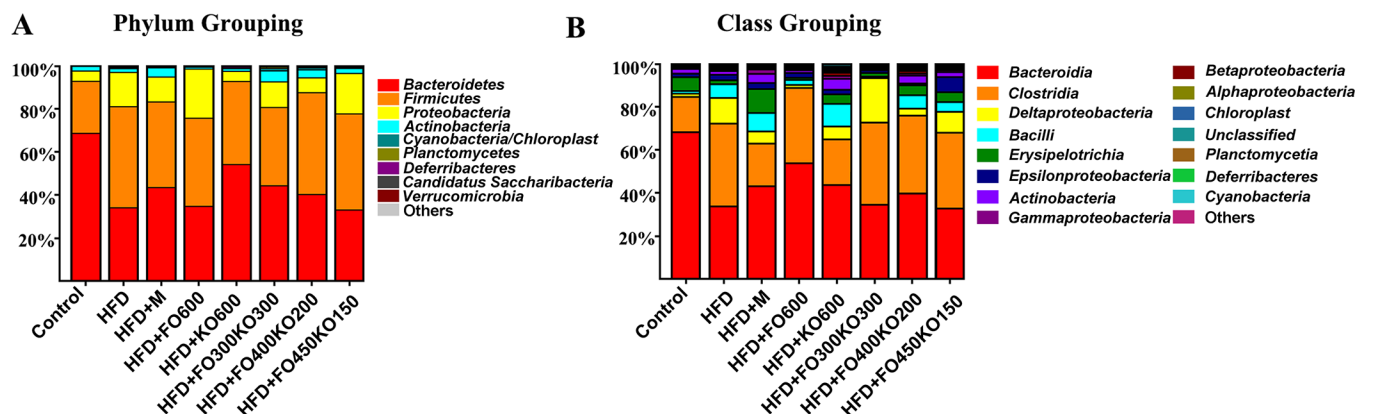 A
Phylum Grouping
100%
80%
60%
40%
20%
Control
HFD
HFD+M
HFD+FO600
HFD+KO600
HFD+FO300KO300
HFD+FO400KO200
HFD+FO450KO150
Bacteroidetes
Firmicutes
Proteobacteria
Actinobacteria
Cyanobacteria/Chloroplast
Planctomycetes
Deferribacteres
Candidatus Saccharibacteria
Verrucomicrobia
Others
B
Class Grouping
100%
80%
60%
40%
20%
Control
HFD
HFD+M
HFD+FO600
HFD+KO600
HFD+FO300KO300
HFD+FO400KO200
HFD+FO450KO150
Bacteroidia
Clostridia
Deltaproteobacteria
Bacilli
Erysipelotrichia
Epsilonproteobacteria
Actinobacteria
Gammaproteobacteria
Betaproteobacteria
Alphaproteobacteria
Chloroplast
Unclassified
Planctomycetia
Deferribacteres
Cyanobacteria
Others